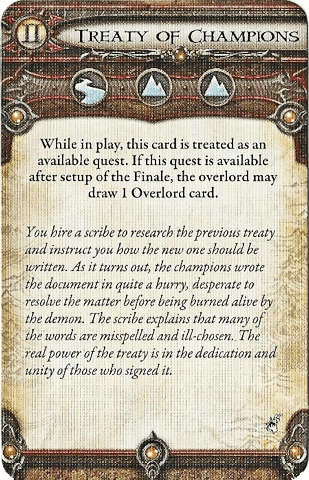 II
TREATY OF CHAMPIONS
While in play, this card is treated as an
available quest. If this quest is available
after setup of the Finale, the overlord may
draw 1 Overlord card.
You hire a scribe to research the previous treaty
and instruct you how the new one should be
written. As it turns out, the champions wrote
the document in quite a hurry, desperate to
resolve the matter before being burned alive by
the demon. The scribe explains that many of
the words are misspelled and ill-chosen. The
real power of the treaty is in the dedication and
unity of those who signed it.